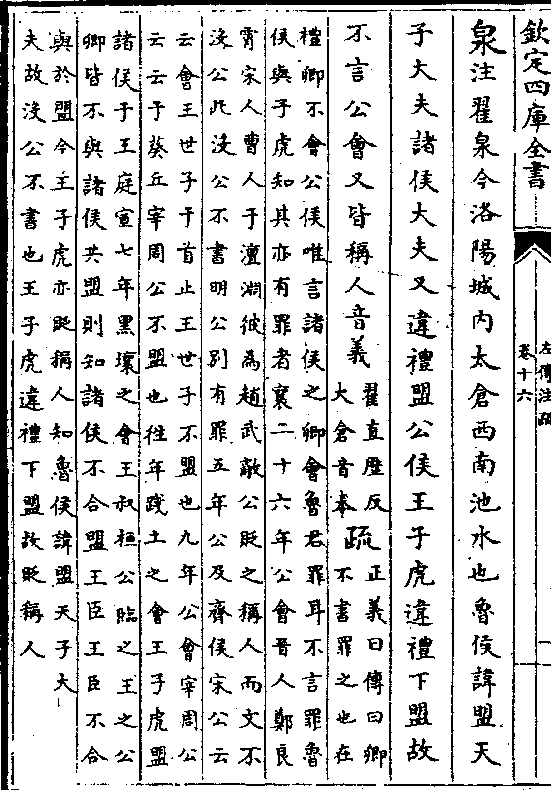 欽定四庫全書
左傳注疏
卷十六
泉注翟泉今洛陽城內太倉西南池水也魯侯諱盟天
子大夫諸侯大夫又違禮盟公侯王子虎違禮下盟故
不言公會又皆稱人音義
翟直歷反
大倉音泰
疏
正義曰傳曰卿
不書罪之也在
禮卿不會公侯唯言諸侯之卿會魯君罪耳不言罪魯
侯與子虎知其亦有罪者襄二十六年公會晉人鄭良
霄宋人曹人于澶淵彼為趙武敵公貶之稱人而文不
沒公此沒公不書明公別有罪五年公及齊侯宋公云
云會王世子于首止王世子不盟也九年公會宰周公
云云于葵丘宰周公不盟也往年踐土之會王子虎盟
諸侯于王庭宣七年黑壤之會王叔桓公臨之王之公
卿皆不與諸侯共盟則知諸侯不合盟王臣王臣不合
與於盟今王子虎亦貶稱人知魯侯諱盟天子大
夫故沒公不書也王子虎違禮下盟故貶稱人